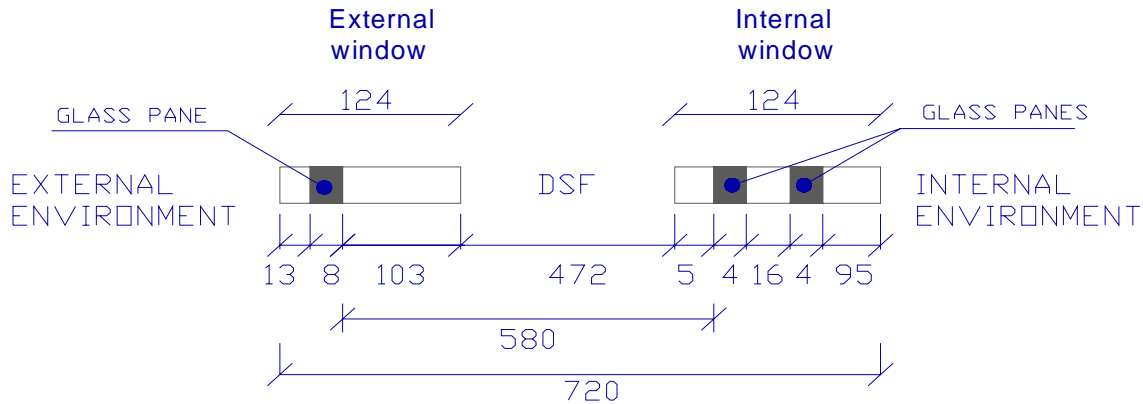 External
window
Internal
window
124
124
GLASS PANE
GLASS PANES
EXTERNAL
ENVIRONMENT
DSF
INTERNAL
ENVIRONMENT
13 8 103 472 5 4 16 4 95
580
720